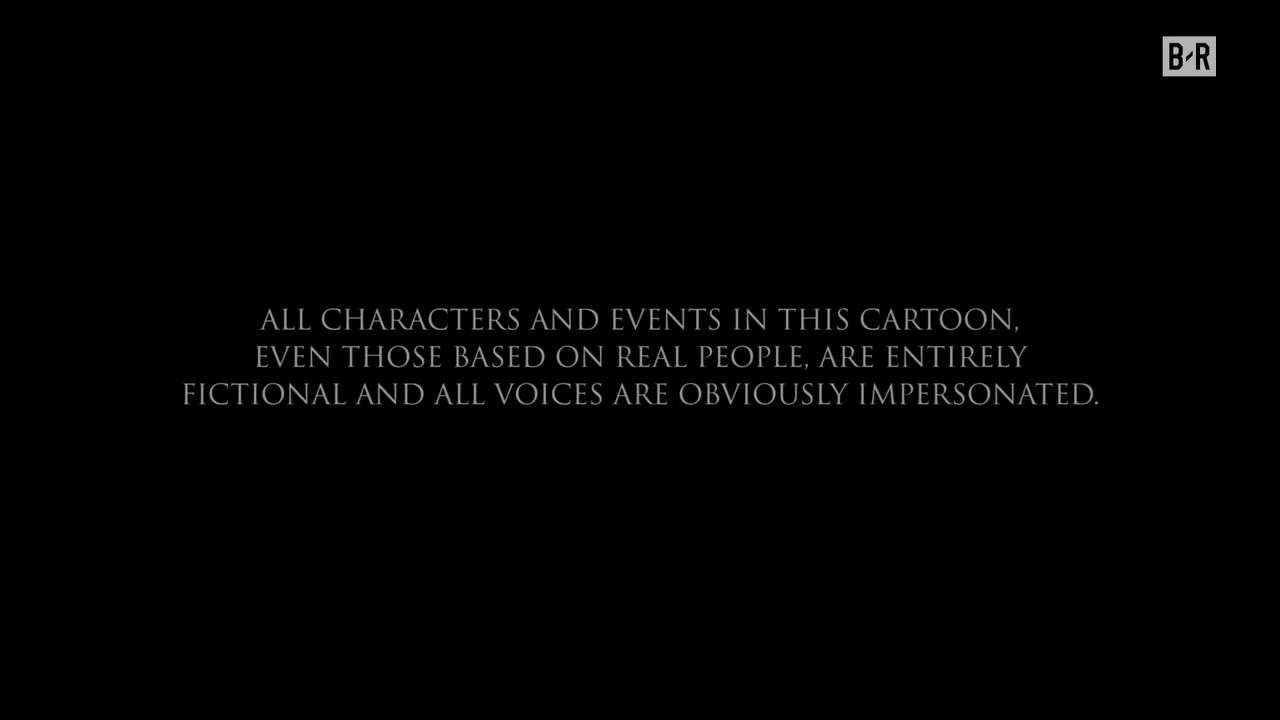 B/R
ALL CHARACTERS AND EVENTS IN THIS CARTOON,
EVEN THOSE BASED ON REAL PEOPLE, ARE ENTIRELY
FICTIONAL AND ALL VOICES ARE OBVIOUSLY IMPERSONATED.